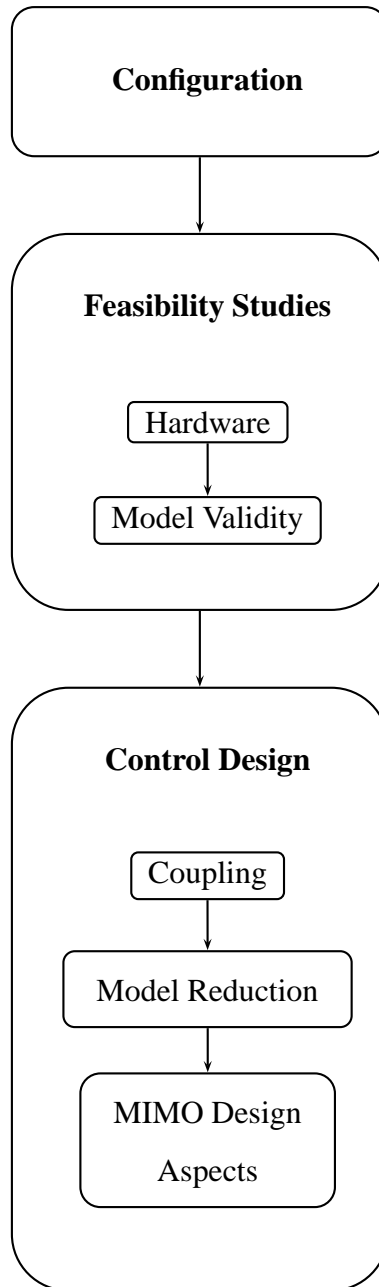 Configuration
Feasibility Studies
Hardware
Model Validity
Control Design
Coupling
Model Reduction
MIMO Design
Aspects